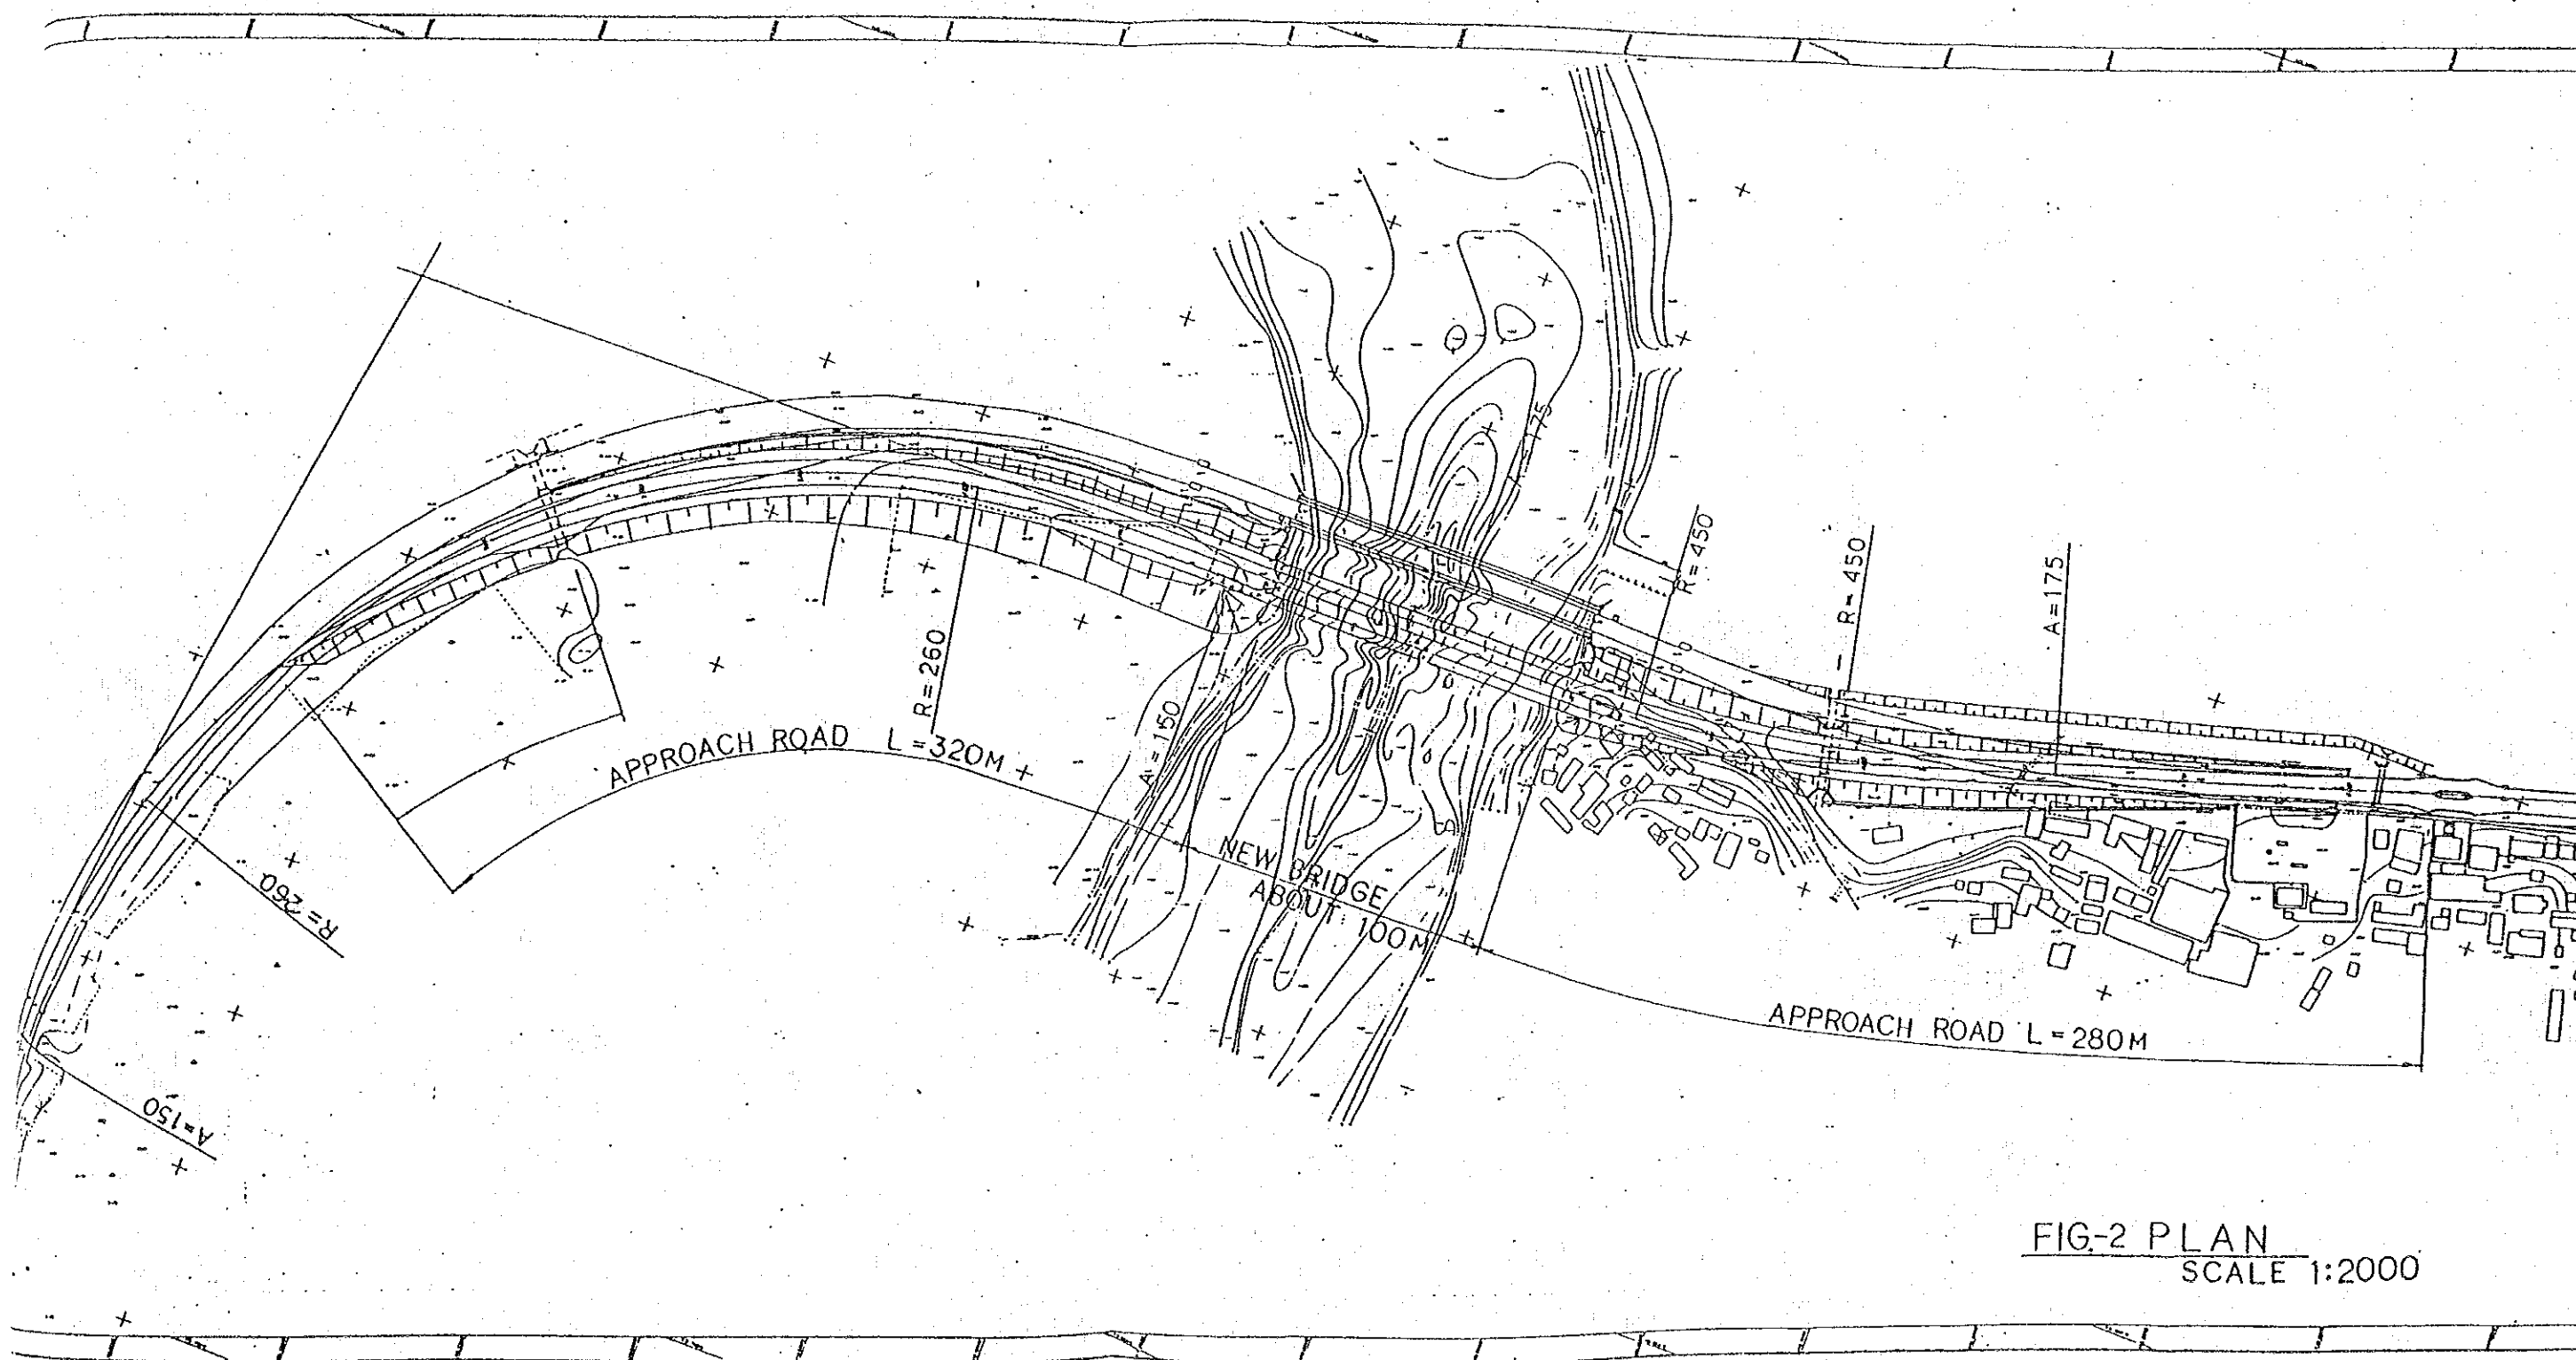 A=175
R=450
R=450
A=175
R=260
A=150
APPROACH ROAD L=320M
NEW BRIDGE
ABOUT 100M
R=260
A=150
APPROACH ROAD L=280M
FIG-2 PLAN
SCALE 1:2000